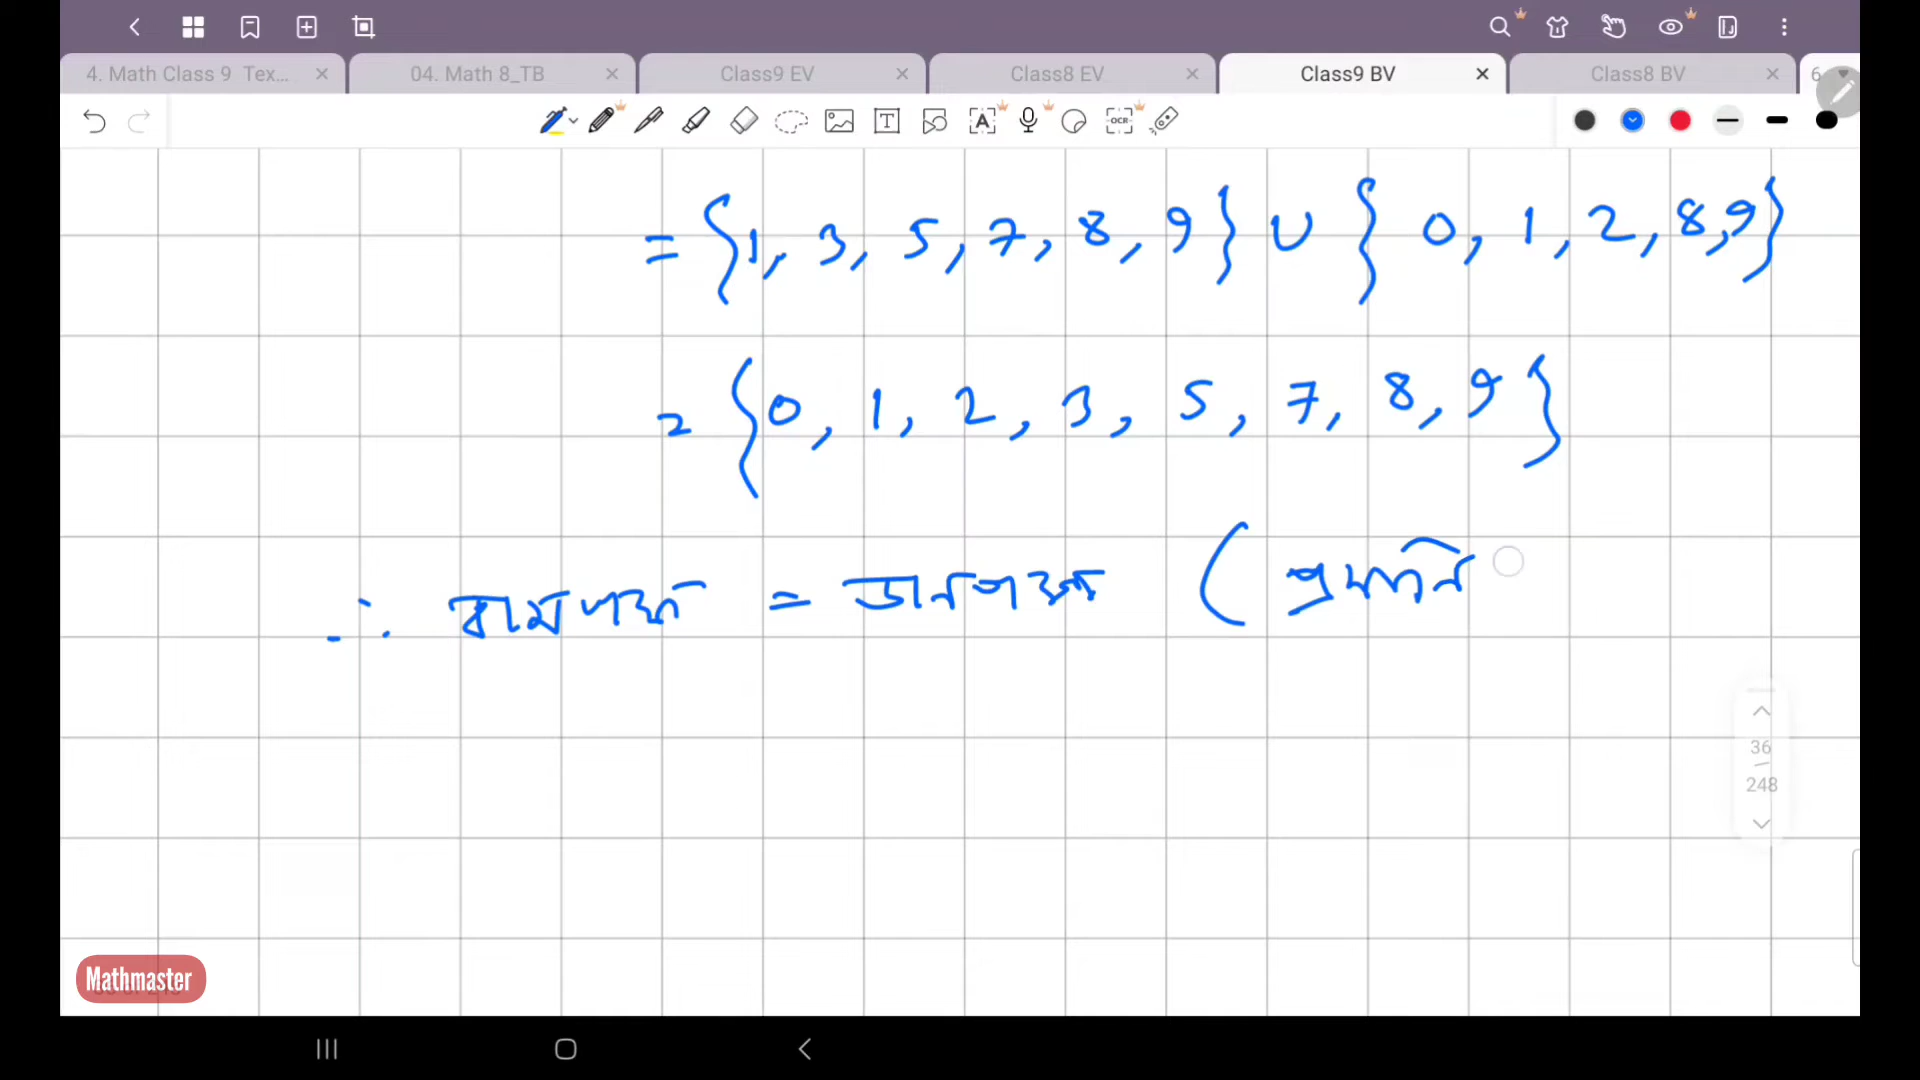 4. Math Class 9 Tex...
04. Math 8_TB
Class9 EV
Class8 EV
Class9 BV
Class8 BV
6
= {1, 3, 5, 7, 8, 9} ∪ {0, 1, 2, 8, 9}
= {0, 1, 2, 3, 5, 7, 8, 9}
∴ বামপক্ষ = ডানপক্ষ (প্রমানি
36
248
Mathmaster